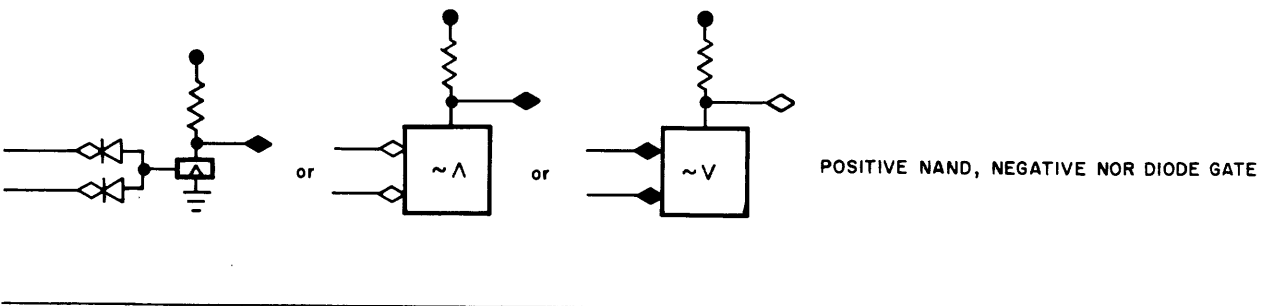 or
~ Λ
or
~ V
POSITIVE NAND, NEGATIVE NOR DIODE GATE